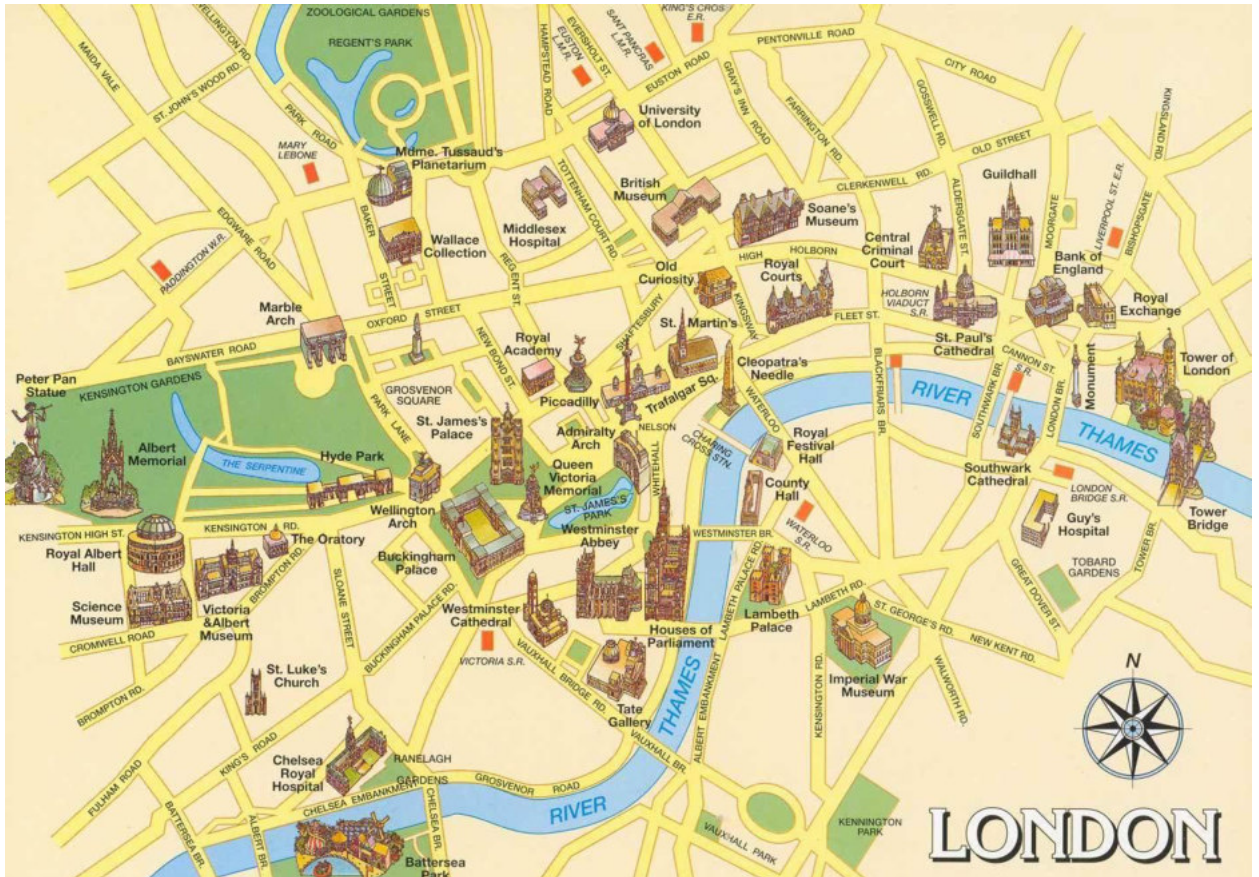 ZOOLOGICAL GARDENS
REGENT'S PARK
WELLINGTON RD.
MAIDA VALE
ST. JOHN'S WOOD RD.
PARK ROAD
HAMPSTEAD ROAD
EVERSHOLT ST.
EUSTON
L.M.R.
SANT PANCRAS
L.M.R.
KING'S CROS
E.R.
EUSTON ROAD
PENTONVILLE ROAD
CITY ROAD
GRAY'S INN ROAD
FARRINGTON RD.
GOSSWELL RD.
OLD STREET
KINGSLAND RD.
MARY
LEBONE
Mdme. Tussaud's
Planetarium
University
of London
TOTTENHAM COURT RD.
British
Museum
CLERKENWELL RD.
ALDERSGATE ST.
Guildhall
MOORGATE
LIVERPOOL ST. E.R.
BISHOPSGATE
EDGWARE ROAD
PADDINGTON W.R.
BAKER
STREET
Wallace
Collection
Middlesex
Hospital
REGENT ST.
Soane's
Museum
HIGH HOLBORN
Central
Criminal
Court
Old
Curiosity
Royal
Courts
KINGSWAY
HOLBORN
VIADUCT
S.R.
Bank of
England
Royal
Exchange
Marble
Arch
OXFORD STREET
NEW BOND ST.
Royal
Academy
SHAFTESBURY
St. Martin's
FLEET ST.
St. Paul's
Cathedral
CANNON ST.
S.R.
Monument
Tower of
London
BAYSWATER ROAD
KENSINGTON GARDENS
Peter Pan
Statue
Albert
Memorial
THE SERPENTINE
Hyde Park
PARK LANE
GROSVENOR
SQUARE
St. James's
Palace
Piccadilly
Trafalgar Sq.
Cleopatra's
Needle
WATERLOO
BLACKFRIARS BR.
RIVER
SOUTHWARK BR.
LONDON BR.
THAMES
Admiralty
Arch
NELSON
WHITEHALL
CHARING
CROSS STN.
Royal
Festival
Hall
Southwark
Cathedral
LONDON
BRIDGE S.R.
Tower
Bridge
Wellington
Arch
Queen
Victoria
Memorial
ST. JAMES'S
PARK
County
Hall
WATERLOO
S.R.
Guy's
Hospital
KENSINGTON HIGH ST.
KENSINGTON RD.
Royal Albert
Hall
The Oratory
BROMPTON RD.
Buckingham
Palace
Westminster
Abbey
WESTMINSTER BR.
LAMBETH PALACE RD.
TOBARD
GARDENS
GREAT DOVER ST.
TOWER BR.
Science
Museum
Victoria
&Albert
Museum
SLOANE STREET
BUCKINGHAM PALACE RD.
Westminster
Cathedral
VICTORIA S.R.
Houses of
Parliament
Lambeth
Palace
LAMBETH RD.
ST. GEORGE'S RD.
NEW KENT RD.
CROMWELL ROAD
BROMPTON RD.
St. Luke's
Church
VAUXHALL BRIDGE RD.
Tate
Gallery
THAMES
ALBERT EMBANKMENT
KENSINGTON RD.
Imperial War
Museum
WALWORTH RD.
N
Chelsea
Royal
Hospital
KING'S ROAD
RANELAGH
GARDENS
GROSVENOR ROAD
VAUXHALL BR.
FULHAM ROAD
BATTERSEA BR.
ALBERT BR.
CHELSEA EMBANKMENT
CHELSEA BR.
RIVER
VAUXHALL PARK
KENNINGTON
PARK
Battersea
Park
LONDON